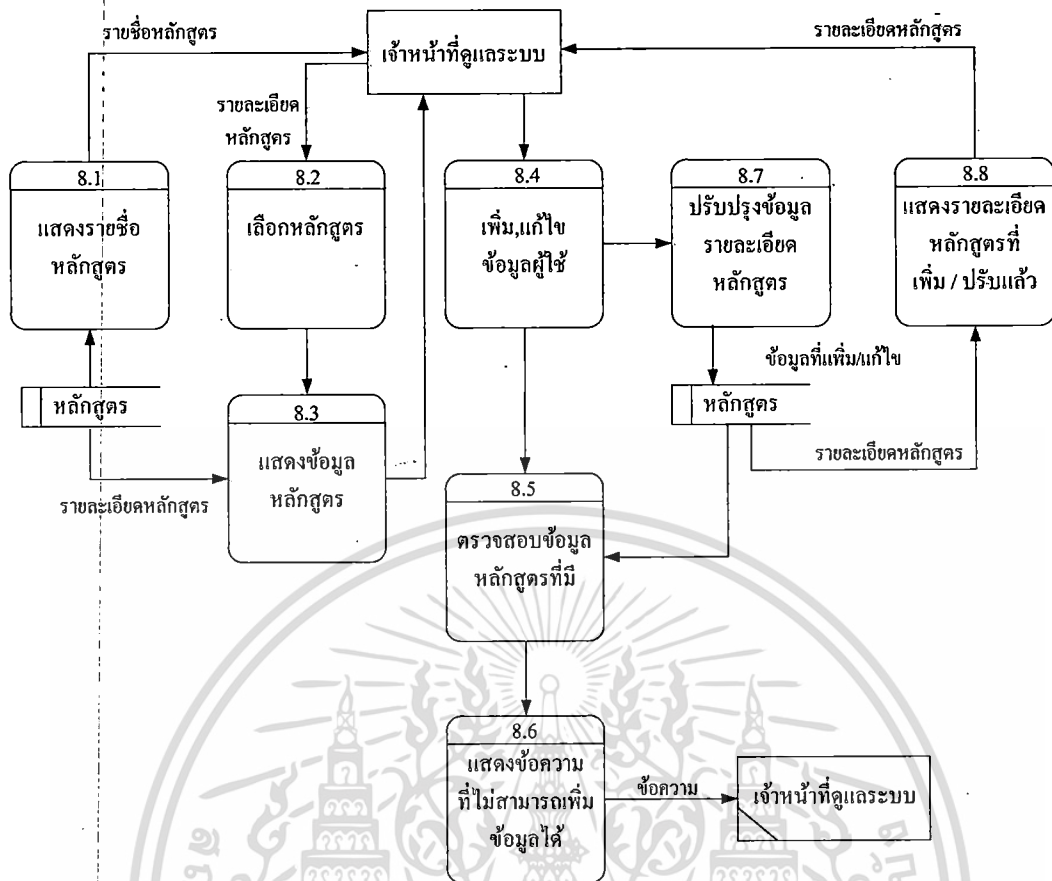 รายชื่อหลักสูตร
เจ้าหน้าที่ดูแลระบบ
รายละเอียดหลักสูตร
รายละเอียด
หลักสูตร
8.1
แสดงรายชื่อ
หลักสูตร
8.2
เลือกหลักสูตร
8.4
เพิ่ม,แก้ไข
ข้อมูลผู้ใช้
8.7
ปรับปรุงข้อมูล
รายละเอียด
หลักสูตร
8.8
แสดงรายละเอียด
หลักสูตรที่
เพิ่ม / ปรับแล้ว
ข้อมูลที่เพิ่ม/แก้ไข
หลักสูตร
หลักสูตร
8.3
แสดงข้อมูล
หลักสูตร
รายละเอียดหลักสูตร
รายละเอียดหลักสูตร
8.5
ตรวจสอบข้อมูล
หลักสูตรที่มี
8.6
แสดงข้อความ
ที่ไม่สามารถเพิ่ม
ข้อมูลได้
ข้อความ
เจ้าหน้าที่ดูแลระบบ